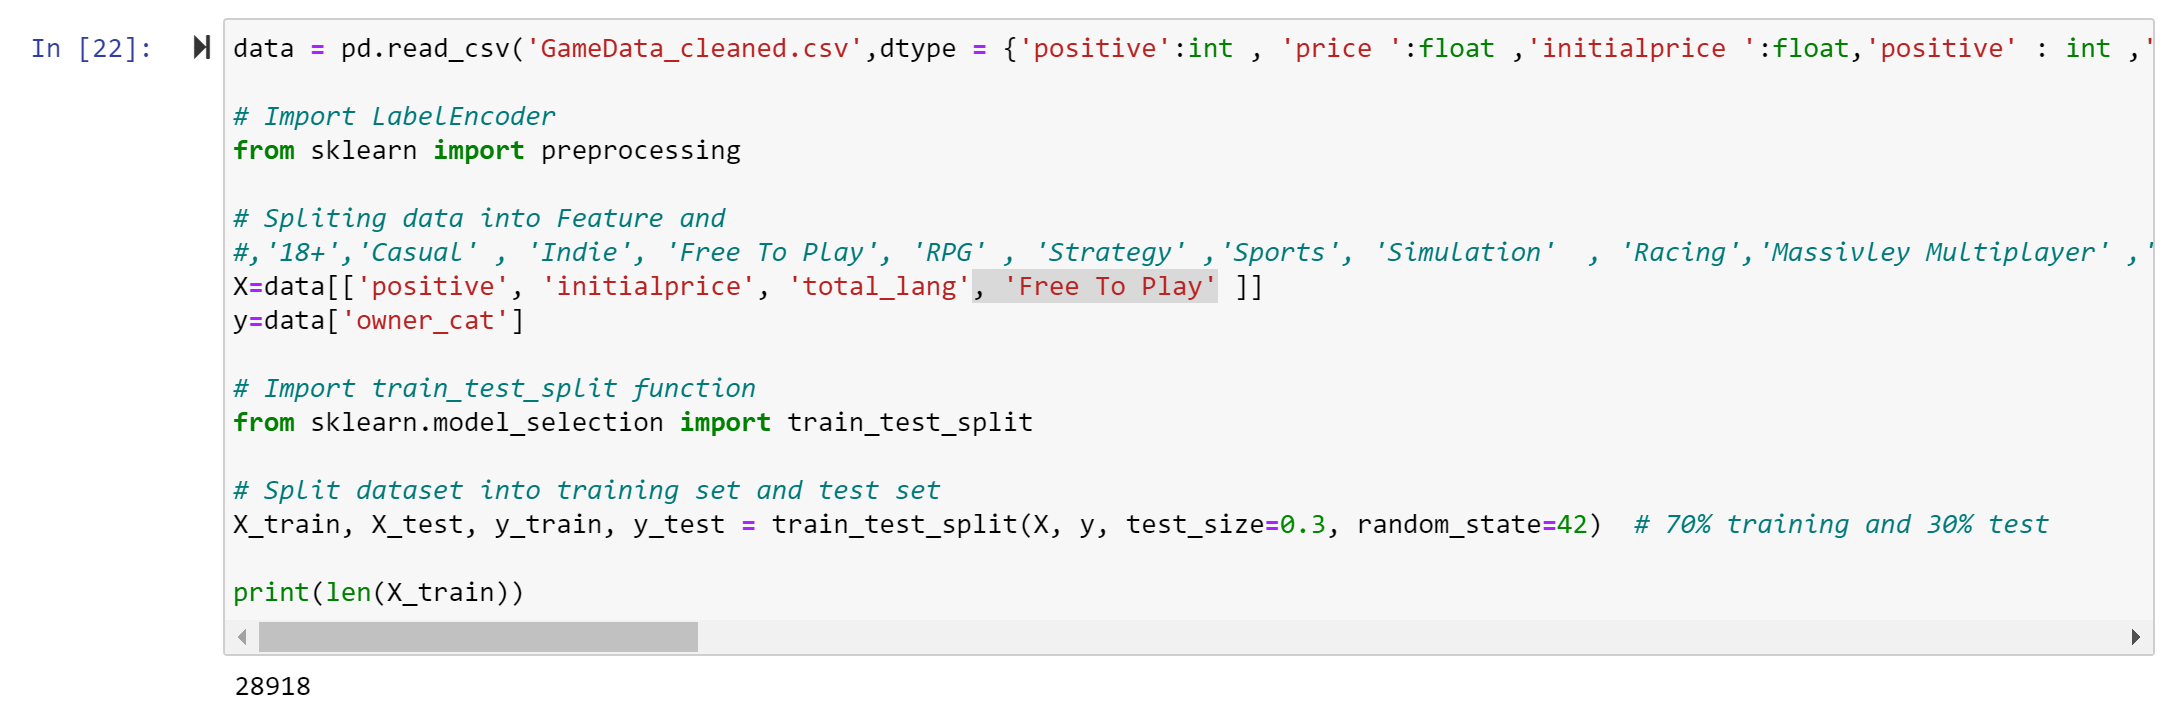 In [22]:
data = pd.read_csv('GameData_cleaned.csv',dtype = {'positive':int , 'price ':float ,'initialprice ':float,'positive' : int ,'
# Import LabelEncoder
from sklearn import preprocessing
# Spliting data into Feature and
#,'18+','Casual' , 'Indie', 'Free To Play', 'RPG' , 'Strategy' ,'Sports', 'Simulation'  , 'Racing','Massivley Multiplayer' ,'
X=data[['positive', 'initialprice', 'total_lang', 'Free To Play' ]]
y=data['owner_cat']
# Import train_test_split function
from sklearn.model_selection import train_test_split
# Split dataset into training set and test set
X_train, X_test, y_train, y_test = train_test_split(X, y, test_size=0.3, random_state=42)  # 70% training and 30% test
print(len(X_train))
28918